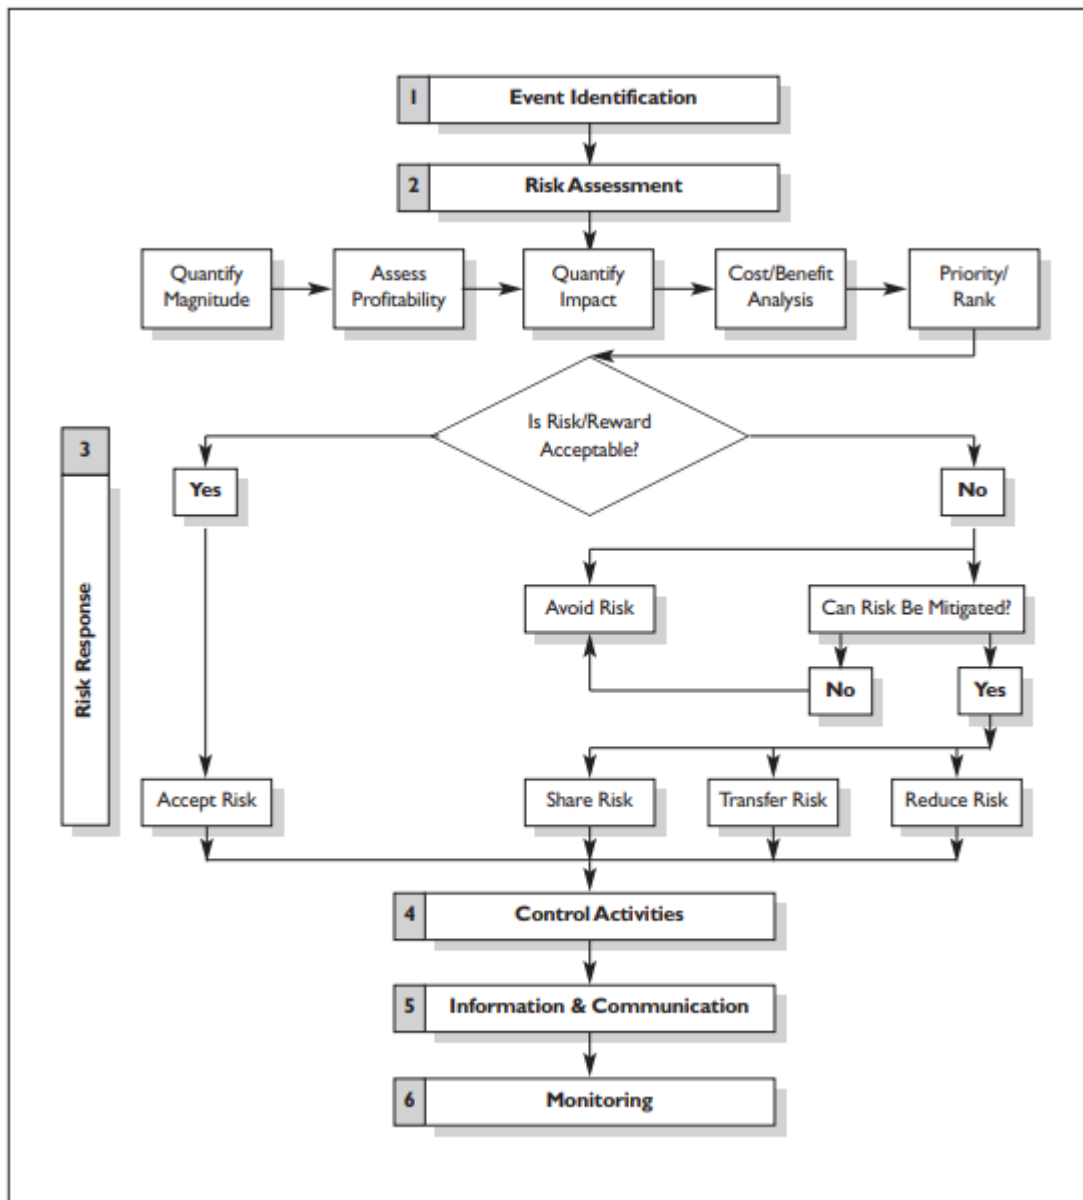 1
Event Identification
2
Risk Assessment
Quantify
Magnitude
Assess
Profitability
Quantify
Impact
Cost/Benefit
Analysis
Priority/
Rank
Is Risk/Reward
Acceptable?
3
Risk Response
Yes
No
Avoid Risk
Can Risk Be Mitigated?
No
Yes
Accept Risk
Share Risk
Transfer Risk
Reduce Risk
4
Control Activities
5
Information & Communication
6
Monitoring